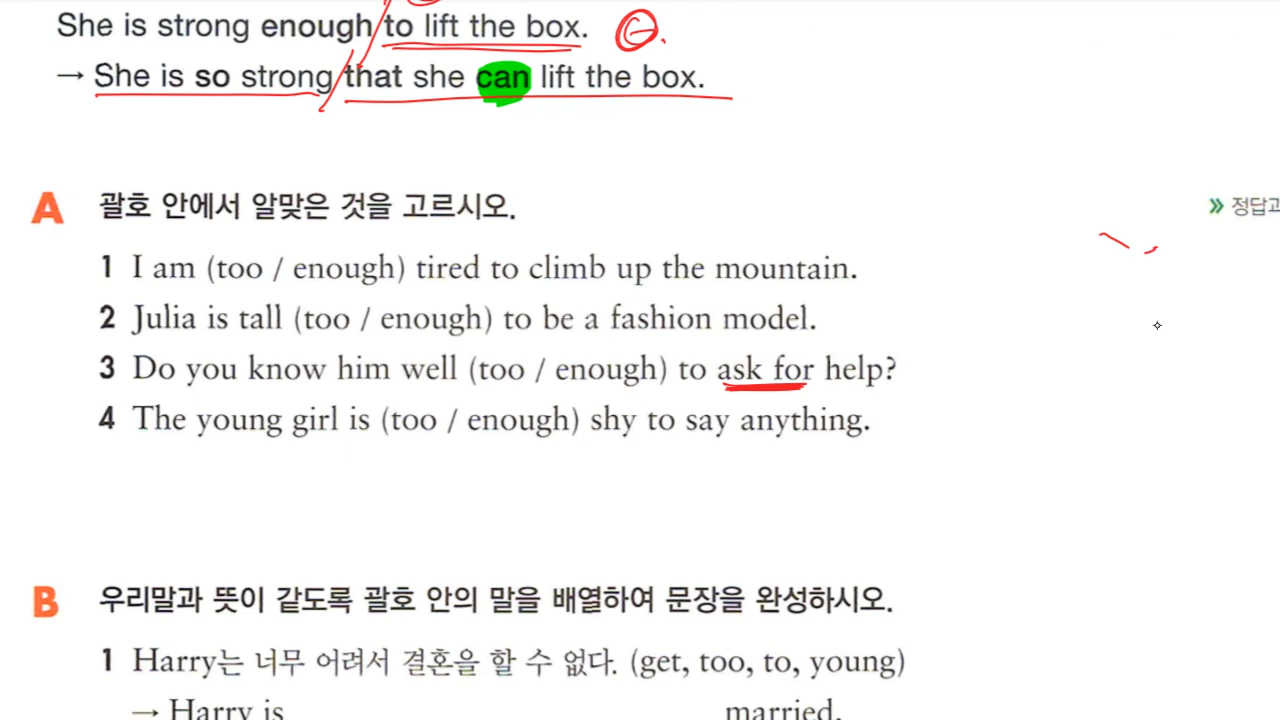 She is strong enough to lift the box.
→ She is so strong that she can lift the box.
A 괄호 안에서 알맞은 것을 고르시오.
» 정답과
1 I am (too / enough) tired to climb up the mountain.
2 Julia is tall (too / enough) to be a fashion model.
3 Do you know him well (too / enough) to ask for help?
4 The young girl is (too / enough) shy to say anything.
B 우리말과 뜻이 같도록 괄호 안의 말을 배열하여 문장을 완성하시오.
1 Harry는 너무 어려서 결혼을 할 수 없다. (get, too, to, young)
→ Harry is married.